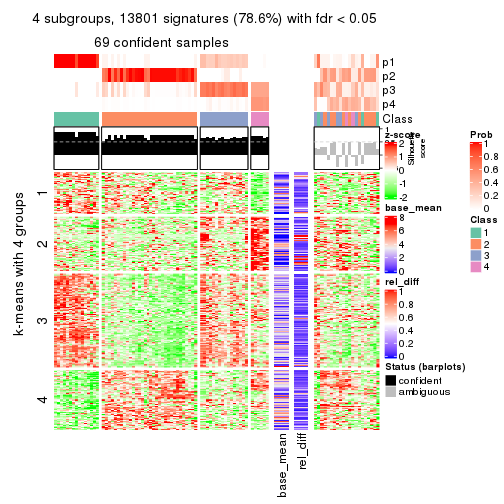 4 subgroups, 13801 signatures (78.6%) with fdr < 0.05
69 confident samples
p1
p2
p3
p4
Class
1
Silhouette
score
k-means with 4 groups
1
2
3
4
base_mean
rel_diff
z-score
2
1
0
-1
-2
base_mean
8
6
4
2
0
rel_diff
1
0.8
0.6
0.4
0.2
0
Status (barplots)
confident
ambiguous
Prob
1
0.8
0.6
0.4
0.2
0
Class
1
2
3
4